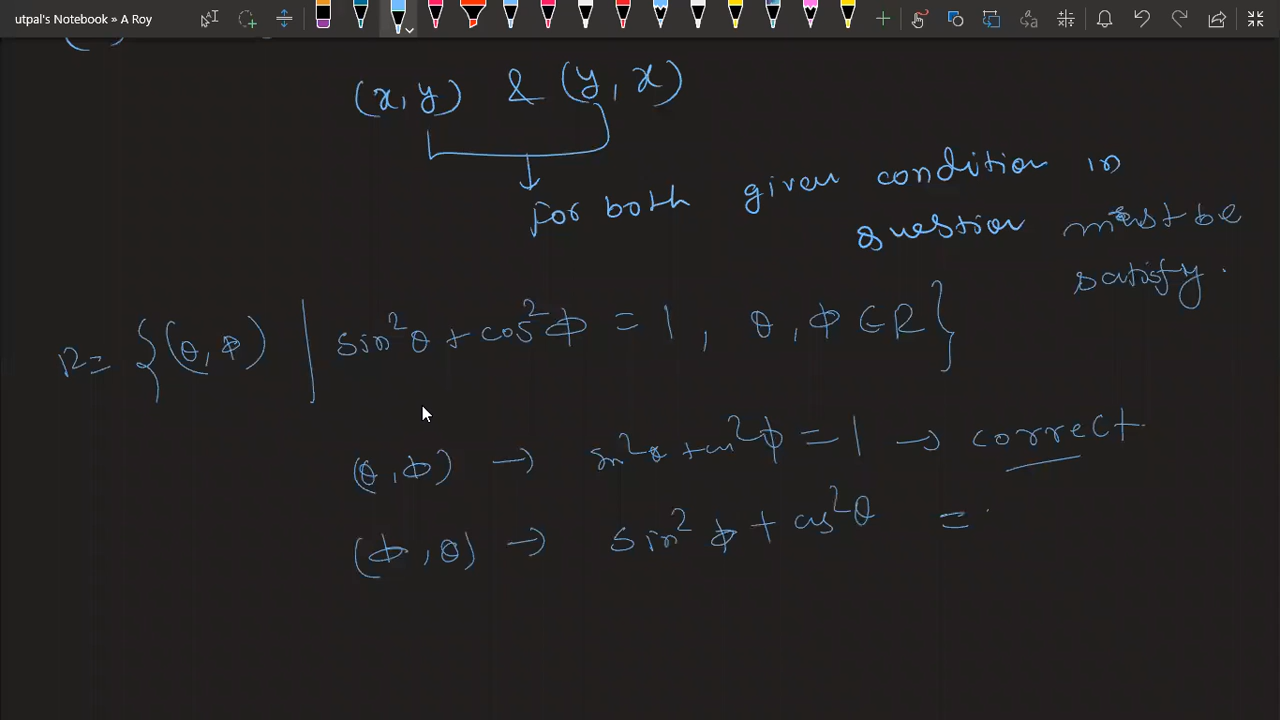 utpal's Notebook » A Roy
(x, y) & (y, x)
for both given condition in
question must be
satisfy.
R = {(θ, ϕ) | sin²θ + cos²ϕ = 1, θ, ϕ ∈ R}
(θ, ϕ) → sin²θ + cos²ϕ = 1 → correct
(ϕ, θ) → sin²ϕ + cos²θ =